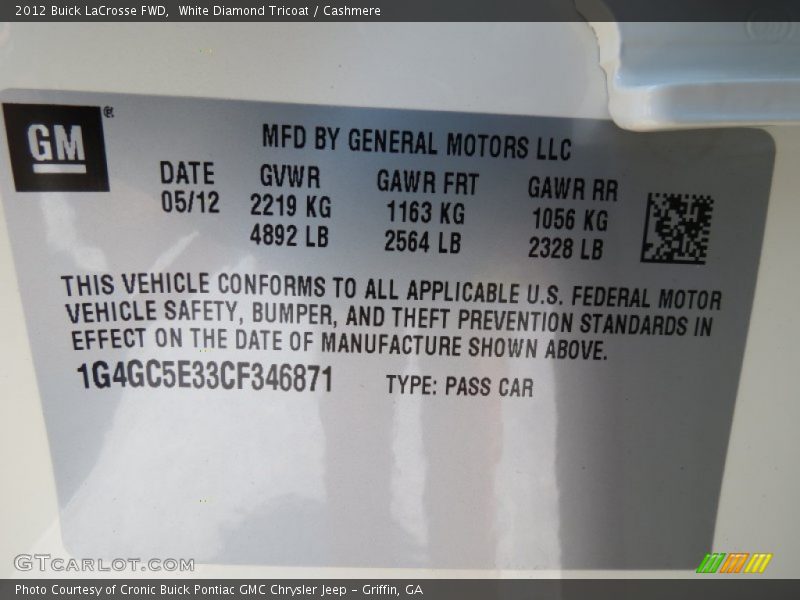 2012 Buick LaCrosse FWD, White Diamond Tricoat / Cashmere
GM®
MFD BY GENERAL MOTORS LLC
DATE GVWR GAWR FRT GAWR RR
05/12 2219 KG 1163 KG 1056 KG
4892 LB 2564 LB 2328 LB
THIS VEHICLE CONFORMS TO ALL APPLICABLE U.S. FEDERAL MOTOR
VEHICLE SAFETY, BUMPER, AND THEFT PREVENTION STANDARDS IN
EFFECT ON THE DATE OF MANUFACTURE SHOWN ABOVE.
1G4GC5E33CF346871 TYPE: PASS CAR
GTCARLOT.COM
Photo Courtesy of Cronic Buick Pontiac GMC Chrysler Jeep - Griffin, GA